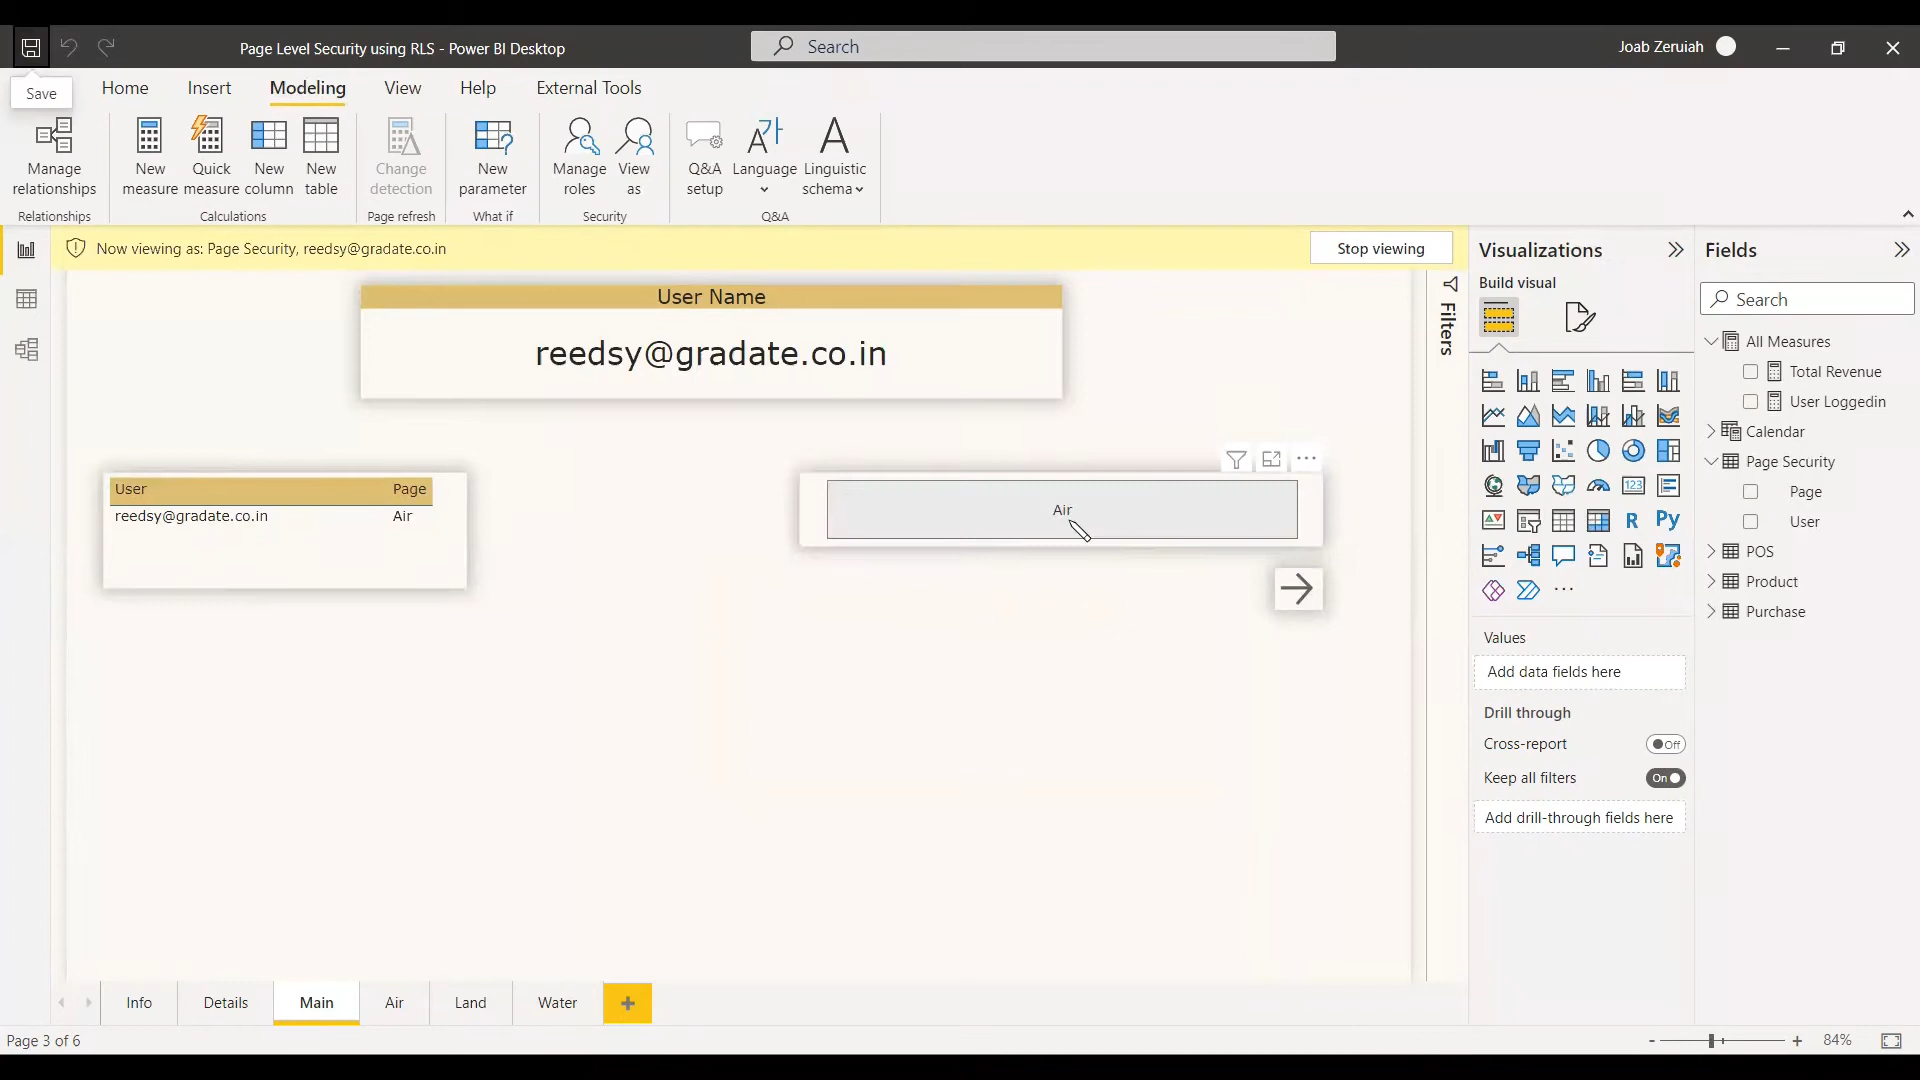 Page Level Security using RLS - Power BI Desktop
Search
Joab Zeruiah
Save
Home
Insert
Modeling
View
Help
External Tools
Manage relationships
New measure
Quick measure
New column
New table
Change detection
New parameter
Manage roles
View as
Q&A setup
Language
Linguistic schema
Relationships
Calculations
Page refresh
What if
Security
Q&A
Now viewing as: Page Security, reedsy@gradate.co.in
Stop viewing
User Name
reedsy@gradate.co.in
User Page
reedsy@gradate.co.in Air
Air
Filters
Visualizations
Build visual
123
R
Py
Values
Add data fields here
Drill through
Cross-report
Off
Keep all filters
On
Add drill-through fields here
Fields
Search
All Measures
Total Revenue
User Loggedin
Calendar
Page Security
Page
User
POS
Product
Purchase
Info
Details
Main
Air
Land
Water
Page 3 of 6
84%